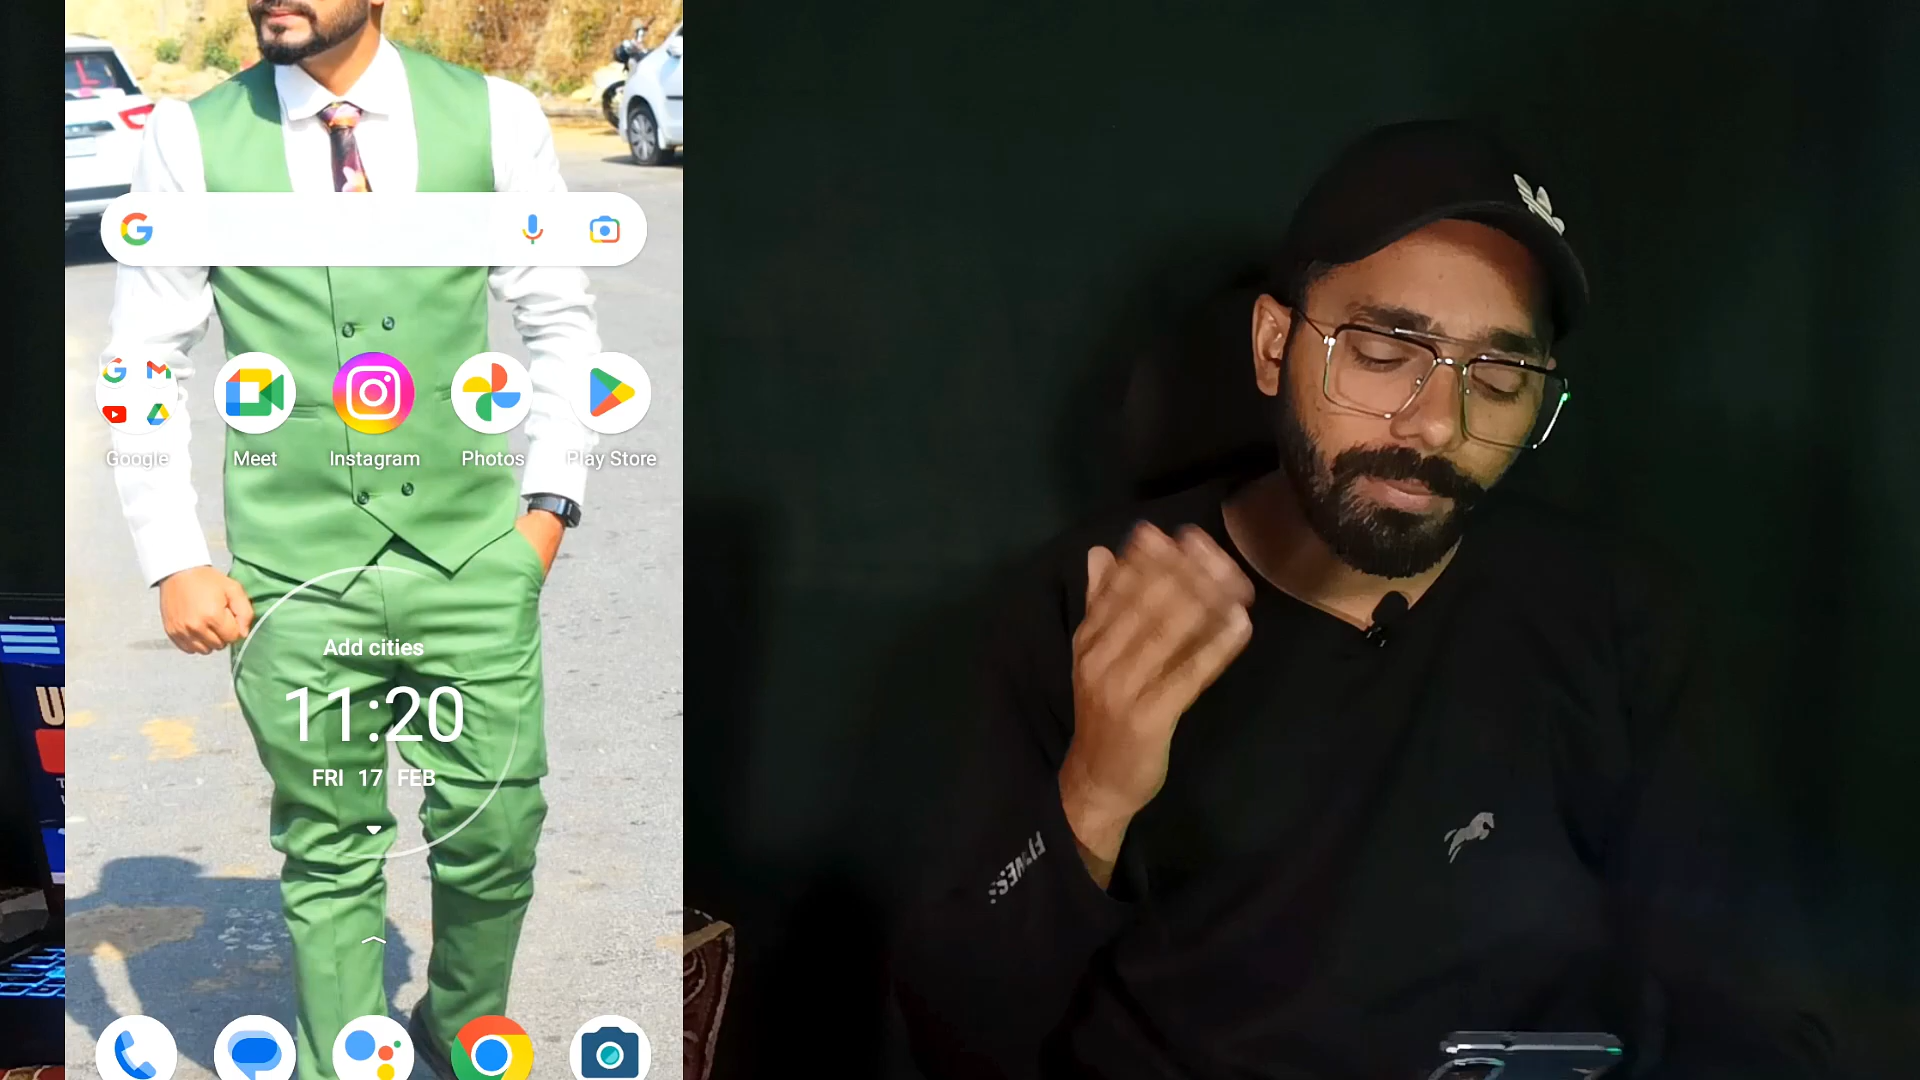 Google
Meet
Instagram
Photos
Play Store
Add cities
11:20
FRI 17 FEB